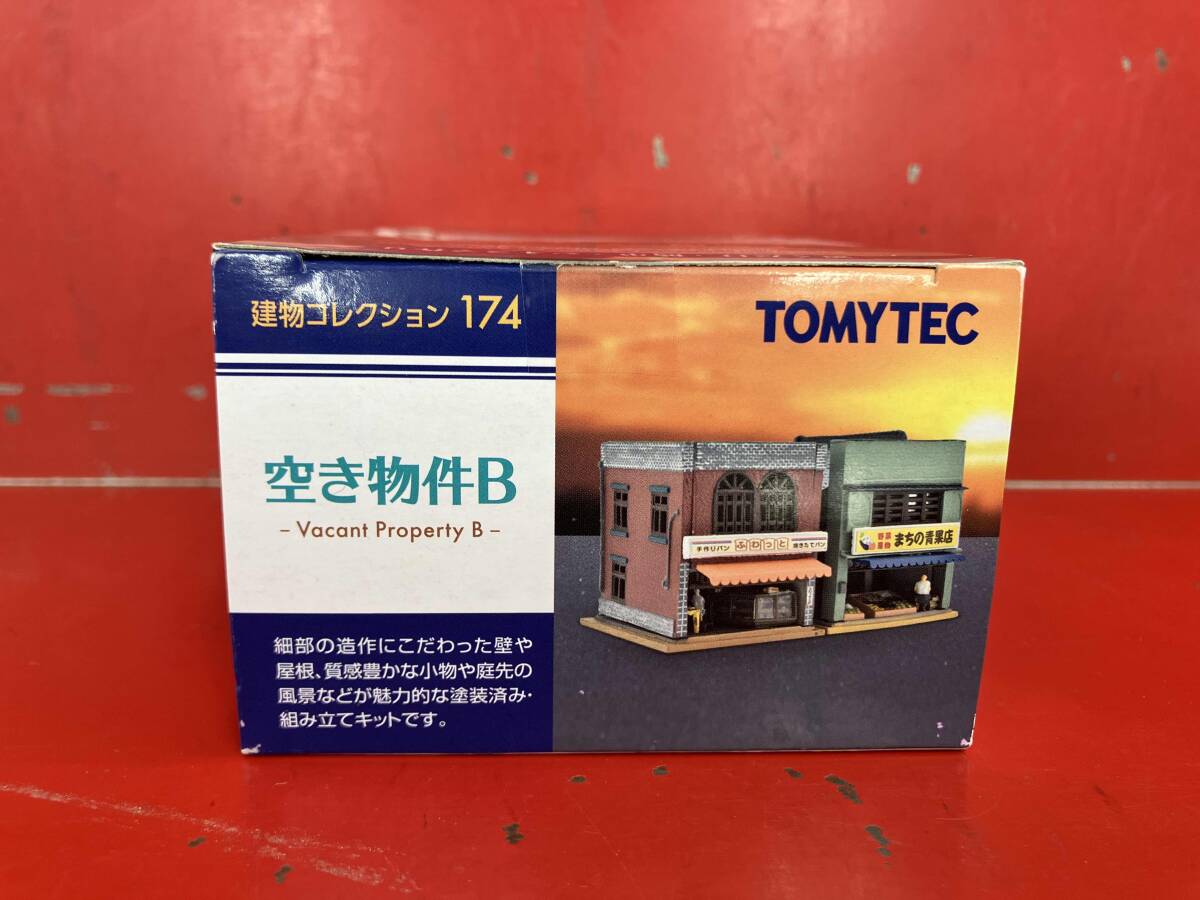 建物コレクション 174
TOMYTEC
空き物件B
– Vacant Property B –
手作りパン ふわっと 焼きたてパン
野菜 果物 まちの青果店
細部の造作にこだわった壁や
屋根、質感豊かな小物や庭先の
風景などが魅力的な塗装済み・
組み立てキットです。